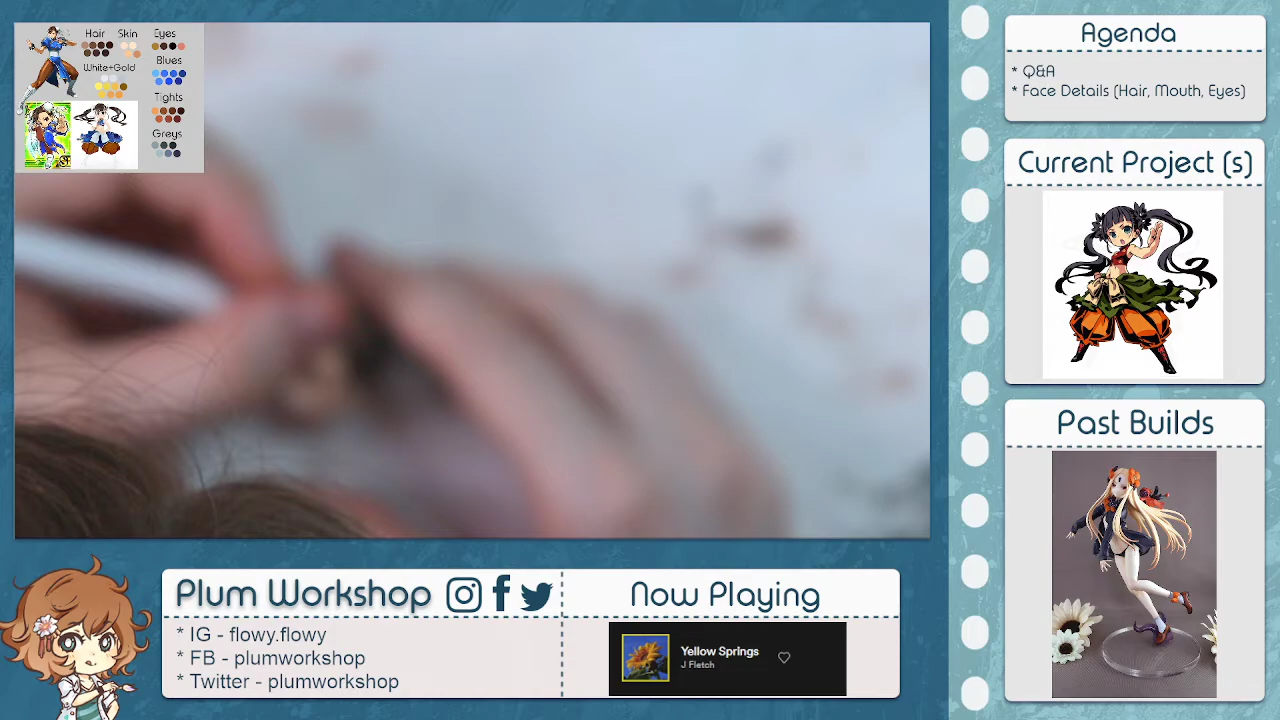 Hair Skin Eyes
White+Gold
Blues
Tights
Greys
Agenda
* Q&A
* Face Details (Hair, Mouth, Eyes)
Current Project (s)
Past Builds
Plum Workshop
* IG - flowy.flowy
* FB - plumworkshop
* Twitter - plumworkshop
Now Playing
Yellow Springs
J Fletch